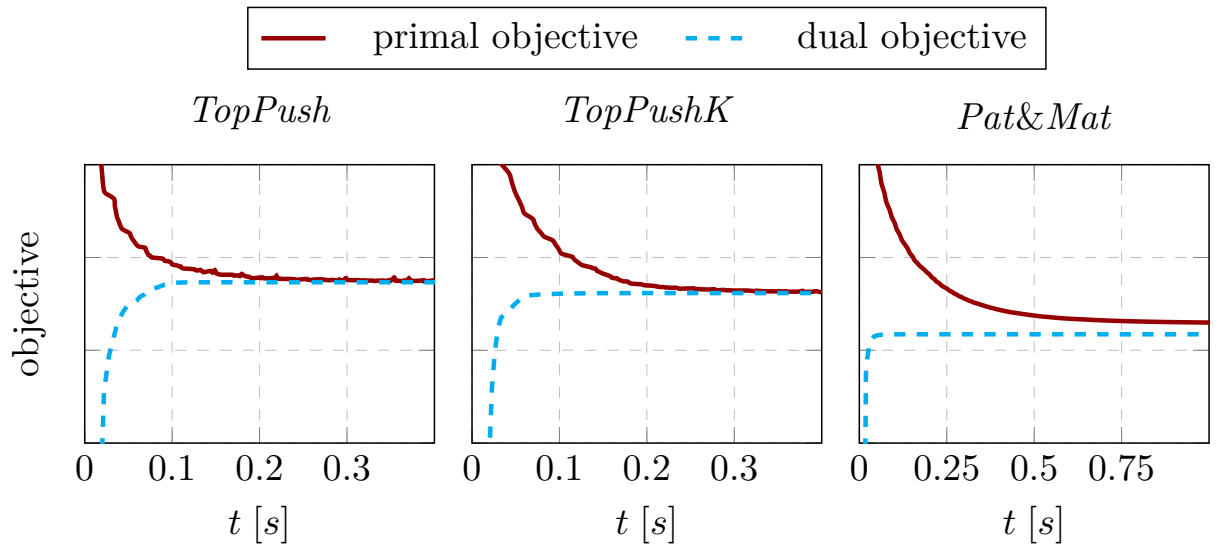 primal objective dual objective
TopPush TopPushK Pat&Mat
objective
0 0.1 0.2 0.3 0 0.1 0.2 0.3 0 0.25 0.5 0.75
t [s] t [s] t [s]